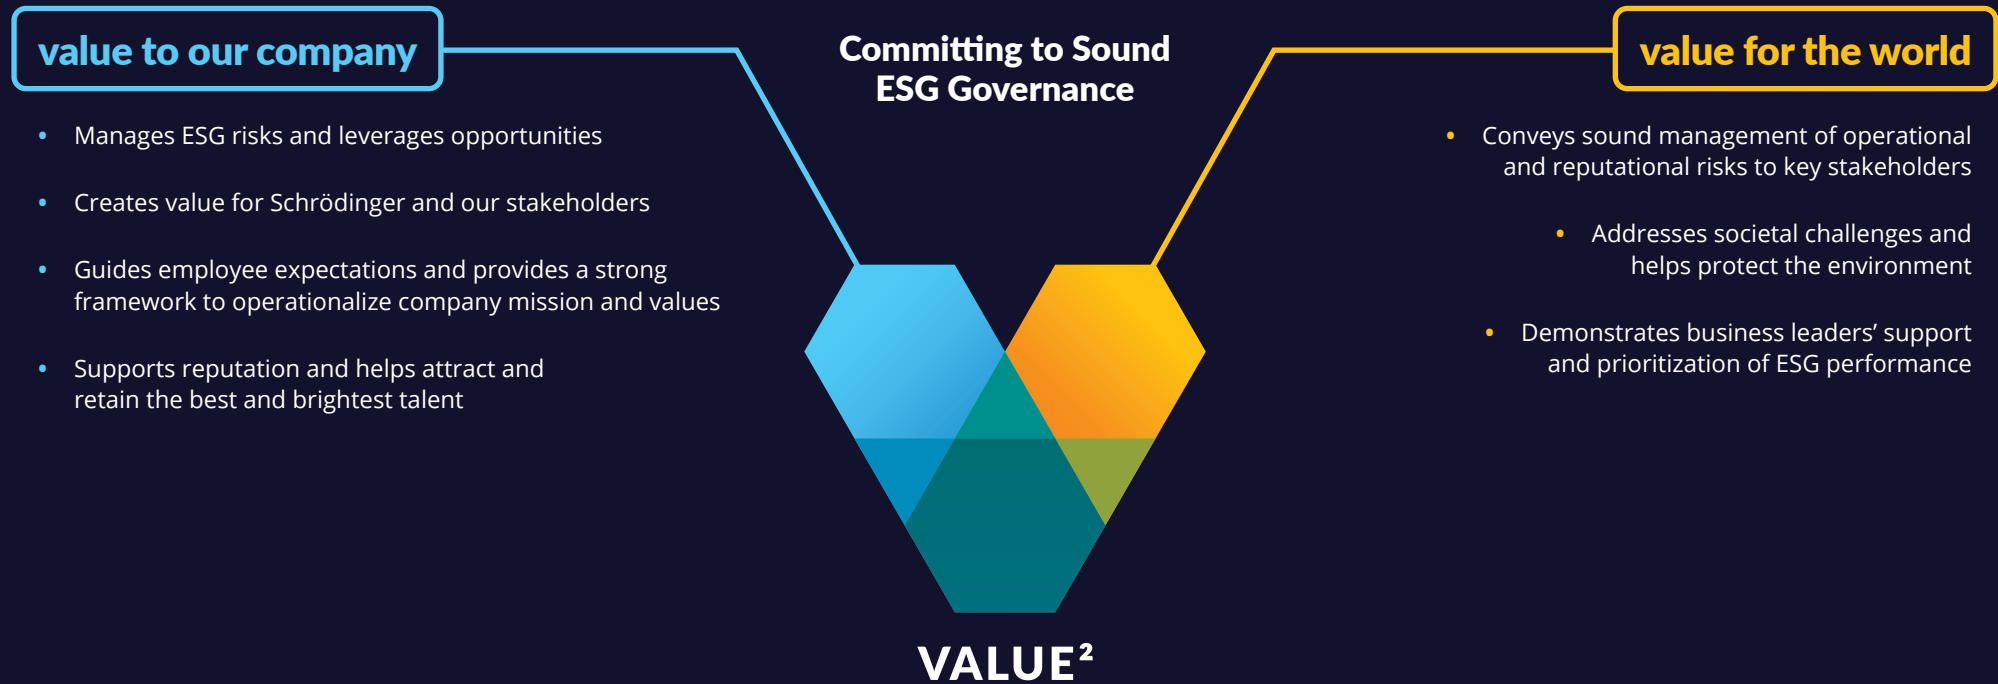 value to our company
• Manages ESG risks and leverages opportunities
• Creates value for Schrödinger and our stakeholders
• Guides employee expectations and provides a strong
framework to operationalize company mission and values
• Supports reputation and helps attract and
retain the best and brightest talent
Committing to Sound
ESG Governance
value for the world
• Conveys sound management of operational
and reputational risks to key stakeholders
• Addresses societal challenges and
helps protect the environment
• Demonstrates business leaders’ support
and prioritization of ESG performance
VALUE²